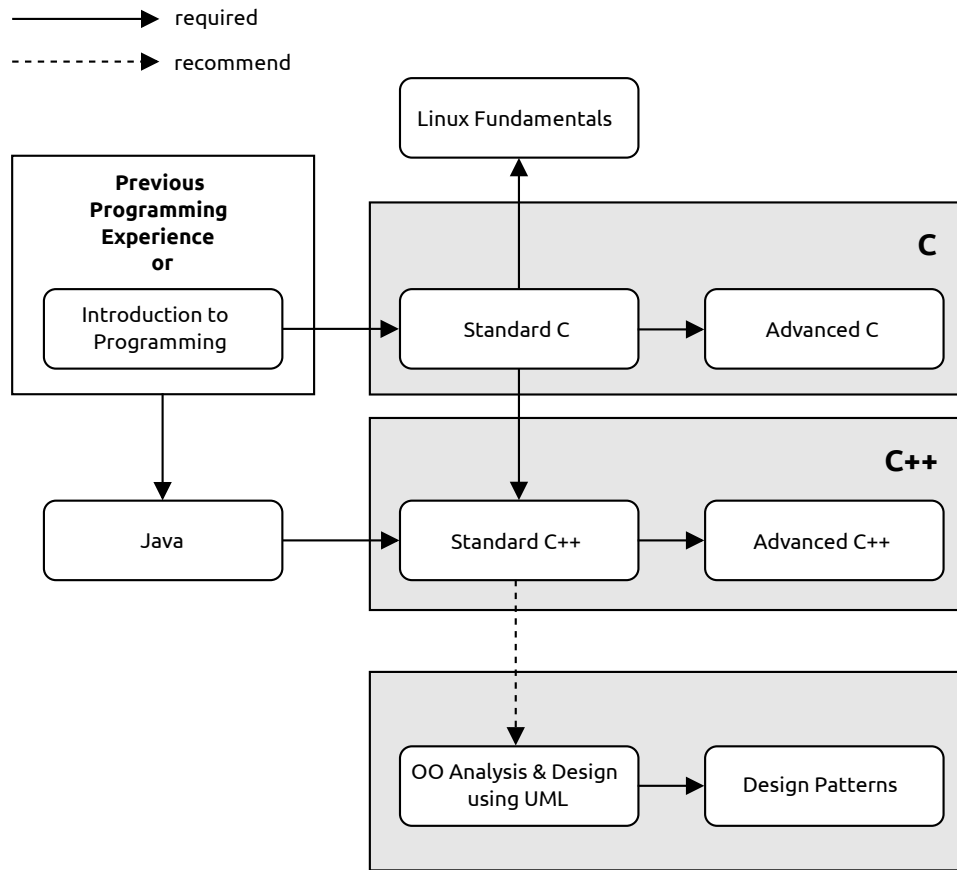 required
recommend
Linux Fundamentals
Previous
Programming
Experience
or
Introduction to
Programming
C
Standard C
Advanced C
C++
Java
Standard C++
Advanced C++
OO Analysis & Design
using UML
Design Patterns